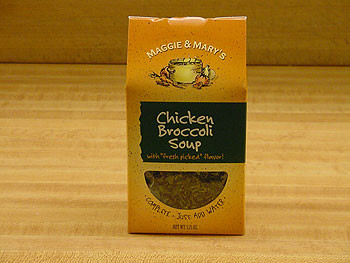 MAGGIE & MARY'S
Chicken
Broccoli
Soup
with "fresh picked" flavor!
COMPLETE - JUST ADD WATER